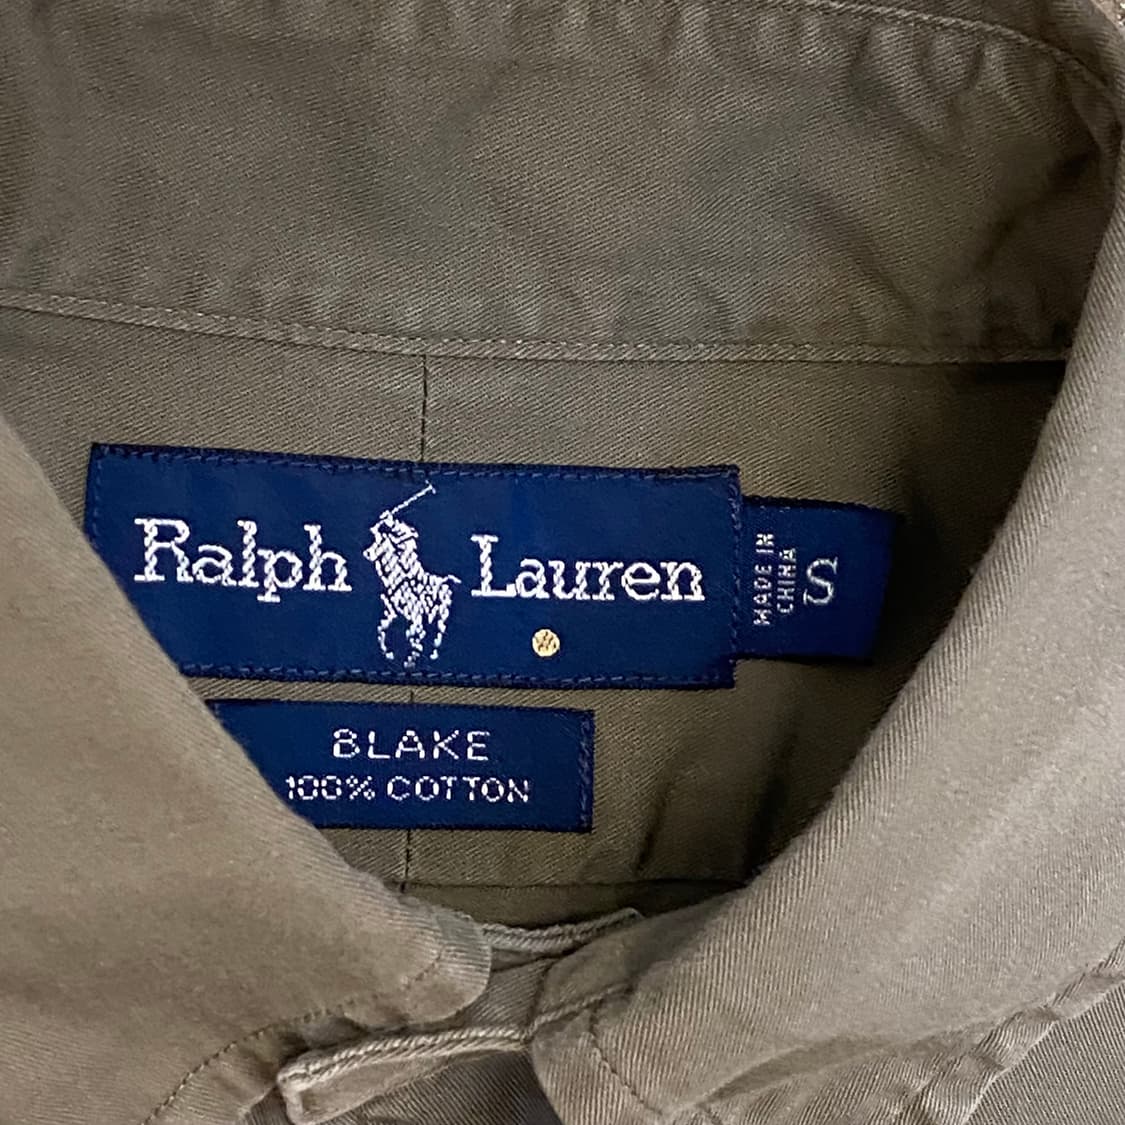 Ralph Lauren
MADE IN
CHINA
S
BLAKE
100% COTTON